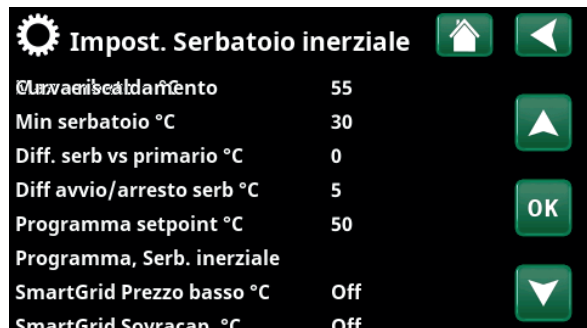 Impost. Serbatoio inerziale
55
Min serbatoio °C 30
Diff. serb vs primario °C 0
Diff avvio/arresto serb °C 5
Programma setpoint °C 50
OK
Programma, Serb. inerziale
SmartGrid Prezzo basso °C Off
SmartGrid Sovracap. °C Off